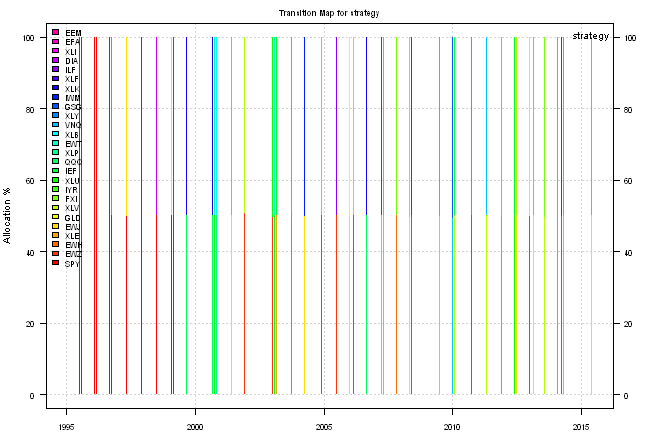 Transition Map for strategy
strategy
Allocation %
100
80
60
40
20
0
100
80
60
40
20
0
EEM
EFA
XLI
DIA
ILF
XLF
XLK
IWM
GSG
XLY
VNQ
XLB
EWT
XLP
QQQ
IEF
XLU
IYR
FXI
XLV
GLD
EWJ
XLE
EWH
EWZ
SPY
1995
2000
2005
2010
2015